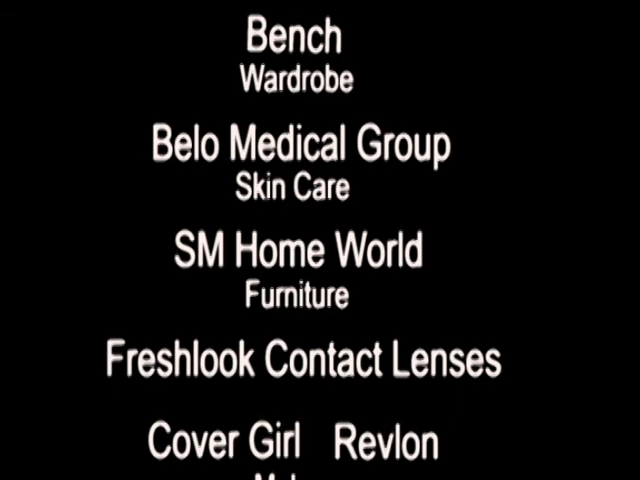 Bench
Wardrobe
Belo Medical Group
Skin Care
SM Home World
Furniture
Freshlook Contact Lenses
Cover Girl Revlon